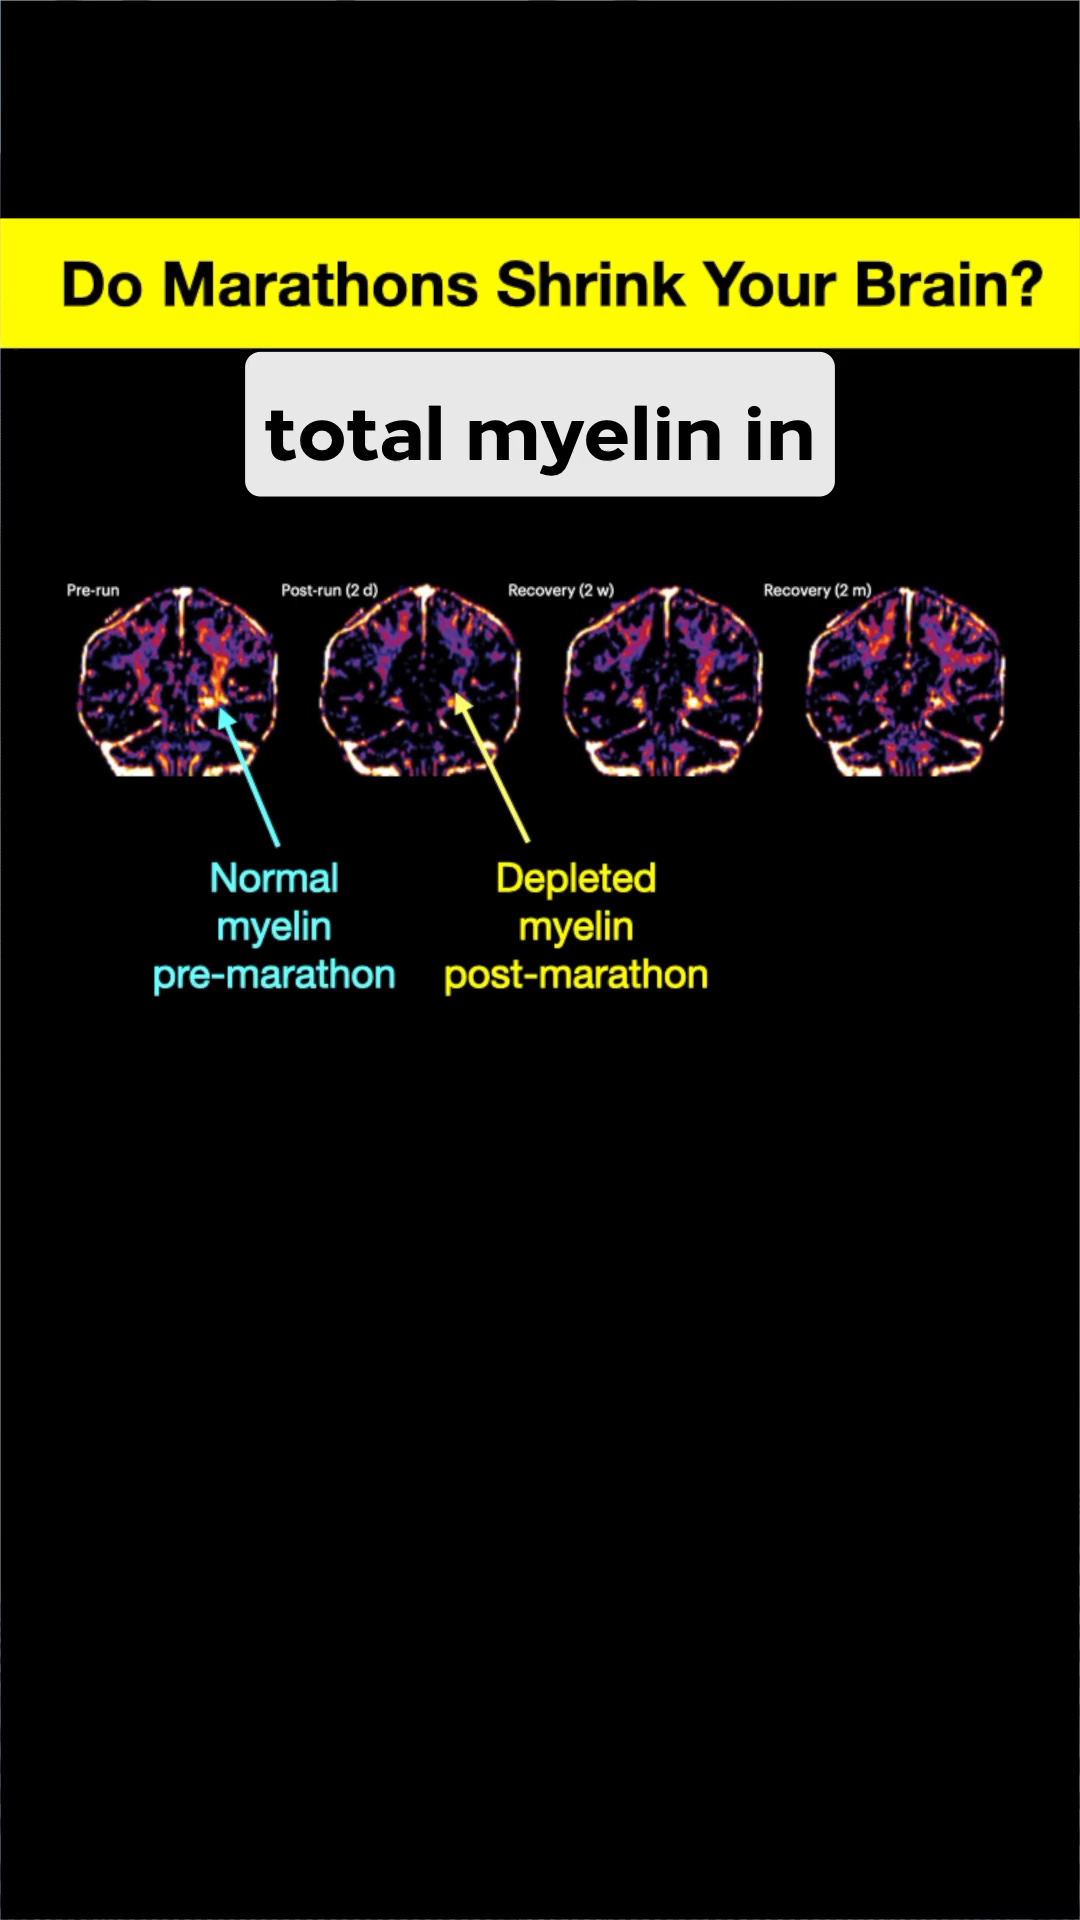 Do Marathons Shrink Your Brain?
total myelin in
Pre-run
Post-run (2 d)
Recovery (2 w)
Recovery (2 m)
Normal
myelin
pre-marathon
Depleted
myelin
post-marathon